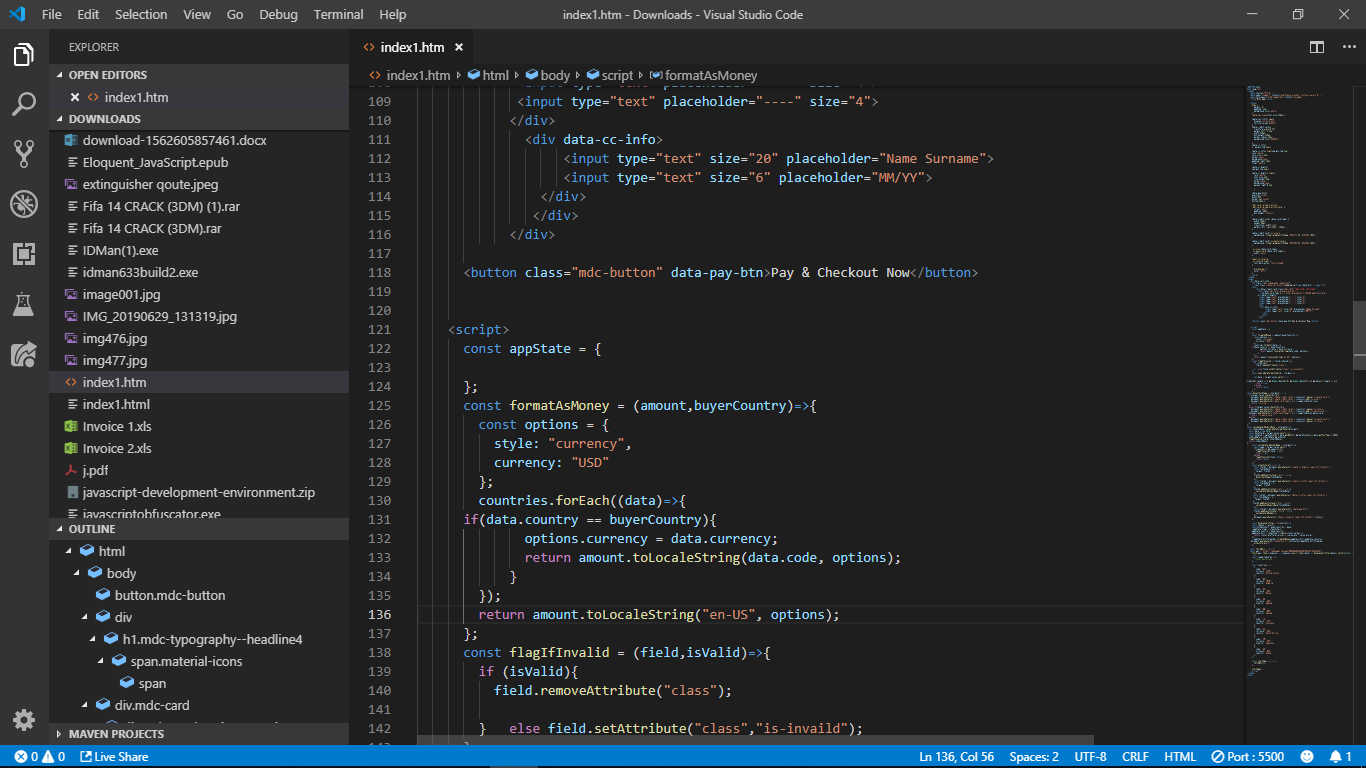 File Edit Selection View Go Debug Terminal Help
index1.htm - Downloads - Visual Studio Code
EXPLORER
OPEN EDITORS
index1.htm
DOWNLOADS
download-1562605857461.docx
Eloquent_JavaScript.epub
extinguisher qoute.jpeg
Fifa 14 CRACK (3DM) (1).rar
Fifa 14 CRACK (3DM).rar
IDMan(1).exe
idman633build2.exe
image001.jpg
IMG_20190629_131319.jpg
img476.jpg
img477.jpg
index1.htm
index1.html
Invoice 1.xls
Invoice 2.xls
j.pdf
javascript-development-environment.zip
javascriptobfuscator.exe
OUTLINE
html
body
button.mdc-button
div
h1.mdc-typography--headline4
span.material-icons
span
div.mdc-card
MAVEN PROJECTS
index1.htm
index1.htm html body script formatAsMoney
109 <input type="text" placeholder="----" size="4">
110 </div>
111 <div data-cc-info>
112 <input type="text" size="20" placeholder="Name Surname">
113 <input type="text" size="6" placeholder="MM/YY">
114 </div>
115 </div>
116 </div>
117
118 <button class="mdc-button" data-pay-btn>Pay & Checkout Now</button>
119
120
121 <script>
122 const appState = {
123
124 };
125 const formatAsMoney = (amount,buyerCountry)=>{
126 const options = {
127 style: "currency",
128 currency: "USD"
129 };
130 countries.forEach((data)=>{
131 if(data.country == buyerCountry){
132 options.currency = data.currency;
133 return amount.toLocaleString(data.code, options);
134 }
135 });
136 return amount.toLocaleString("en-US", options);
137 };
138 const flagIfInvalid = (field,isValid)=>{
139 if (isValid){
140 field.removeAttribute("class");
141
142 } else field.setAttribute("class","is-invaild");
0 0 Live Share
Ln 136, Col 56 Spaces: 2 UTF-8 CRLF HTML Port : 5500 1